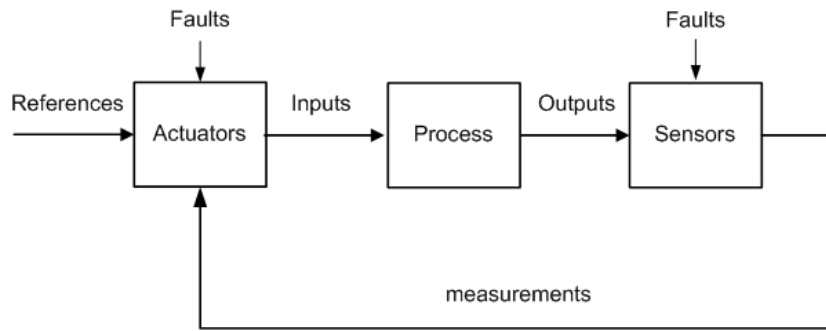 Faults
Faults
References
Inputs
Outputs
Actuators
Process
Sensors
measurements